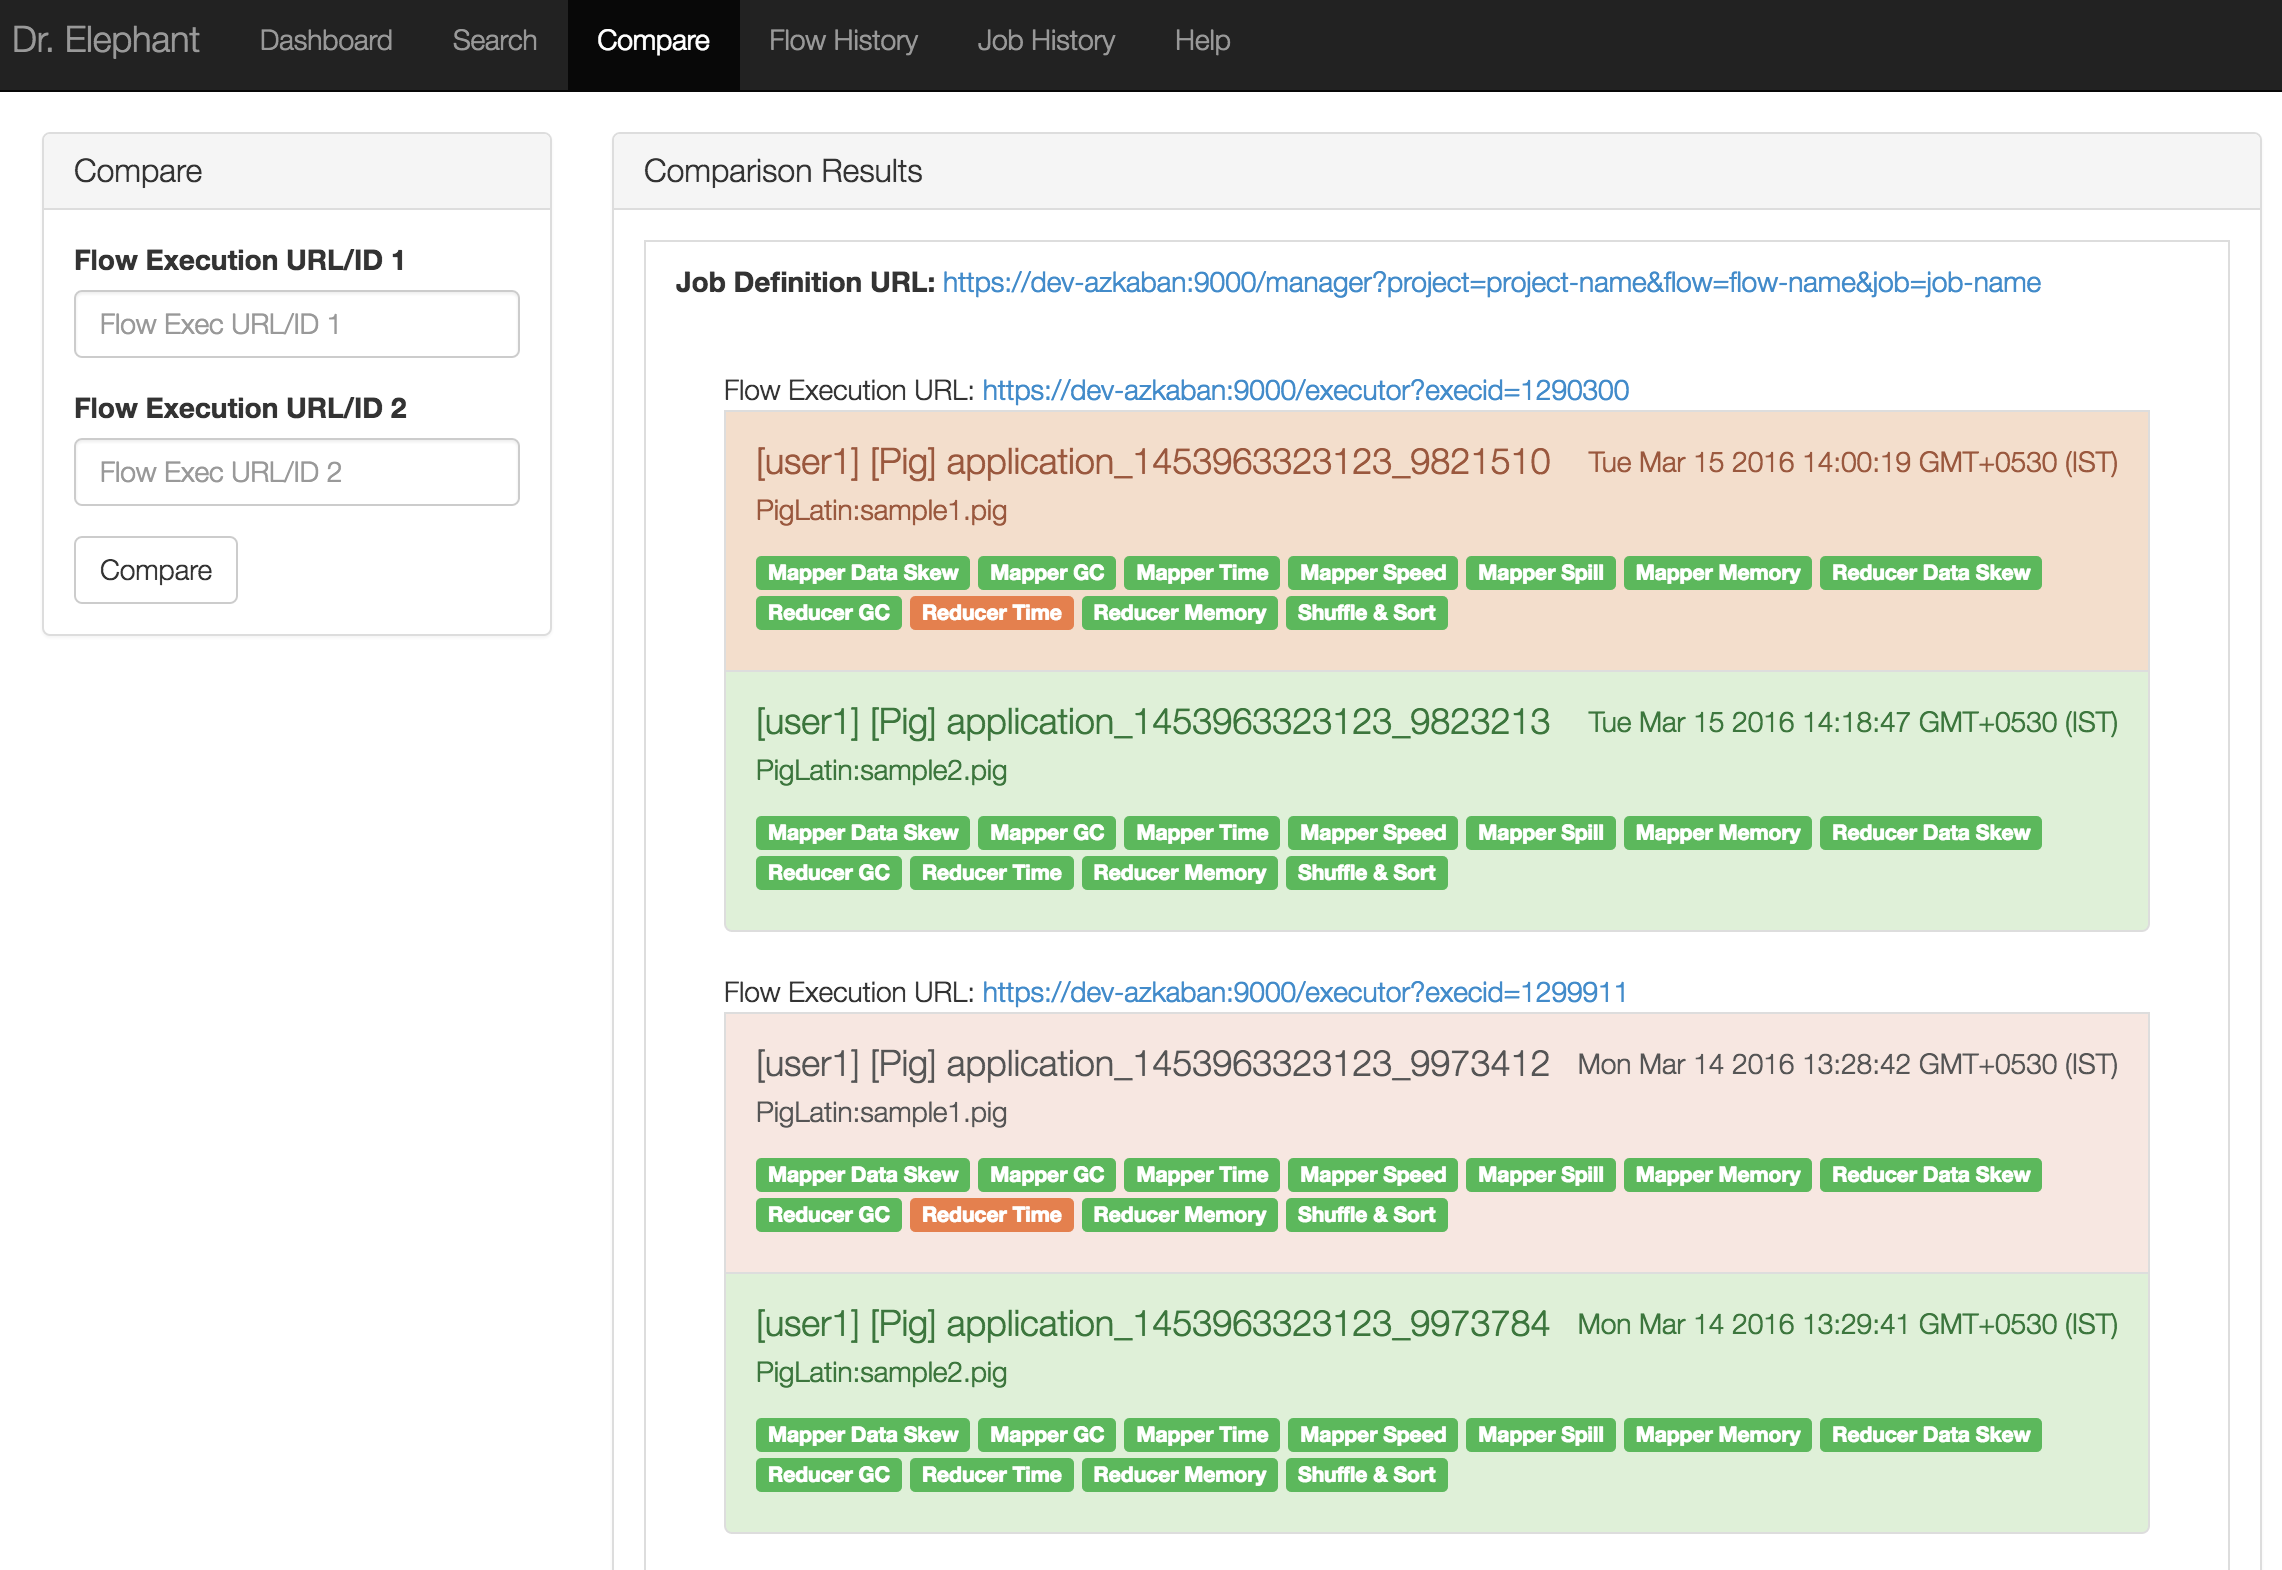 Dr. Elephant Dashboard Search Compare Flow History Job History Help
Compare
Flow Execution URL/ID 1
Flow Exec URL/ID 1
Flow Execution URL/ID 2
Flow Exec URL/ID 2
Compare
Comparison Results
Job Definition URL: https://dev-azkaban:9000/manager?project=project-name&flow=flow-name&job=job-name
Flow Execution URL: https://dev-azkaban:9000/executor?execid=1290300
[user1] [Pig] application_1453963323123_9821510 Tue Mar 15 2016 14:00:19 GMT+0530 (IST)
PigLatin:sample1.pig
Mapper Data Skew Mapper GC Mapper Time Mapper Speed Mapper Spill Mapper Memory Reducer Data Skew
Reducer GC Reducer Time Reducer Memory Shuffle & Sort
[user1] [Pig] application_1453963323123_9823213 Tue Mar 15 2016 14:18:47 GMT+0530 (IST)
PigLatin:sample2.pig
Mapper Data Skew Mapper GC Mapper Time Mapper Speed Mapper Spill Mapper Memory Reducer Data Skew
Reducer GC Reducer Time Reducer Memory Shuffle & Sort
Flow Execution URL: https://dev-azkaban:9000/executor?execid=1299911
[user1] [Pig] application_1453963323123_9973412 Mon Mar 14 2016 13:28:42 GMT+0530 (IST)
PigLatin:sample1.pig
Mapper Data Skew Mapper GC Mapper Time Mapper Speed Mapper Spill Mapper Memory Reducer Data Skew
Reducer GC Reducer Time Reducer Memory Shuffle & Sort
[user1] [Pig] application_1453963323123_9973784 Mon Mar 14 2016 13:29:41 GMT+0530 (IST)
PigLatin:sample2.pig
Mapper Data Skew Mapper GC Mapper Time Mapper Speed Mapper Spill Mapper Memory Reducer Data Skew
Reducer GC Reducer Time Reducer Memory Shuffle & Sort